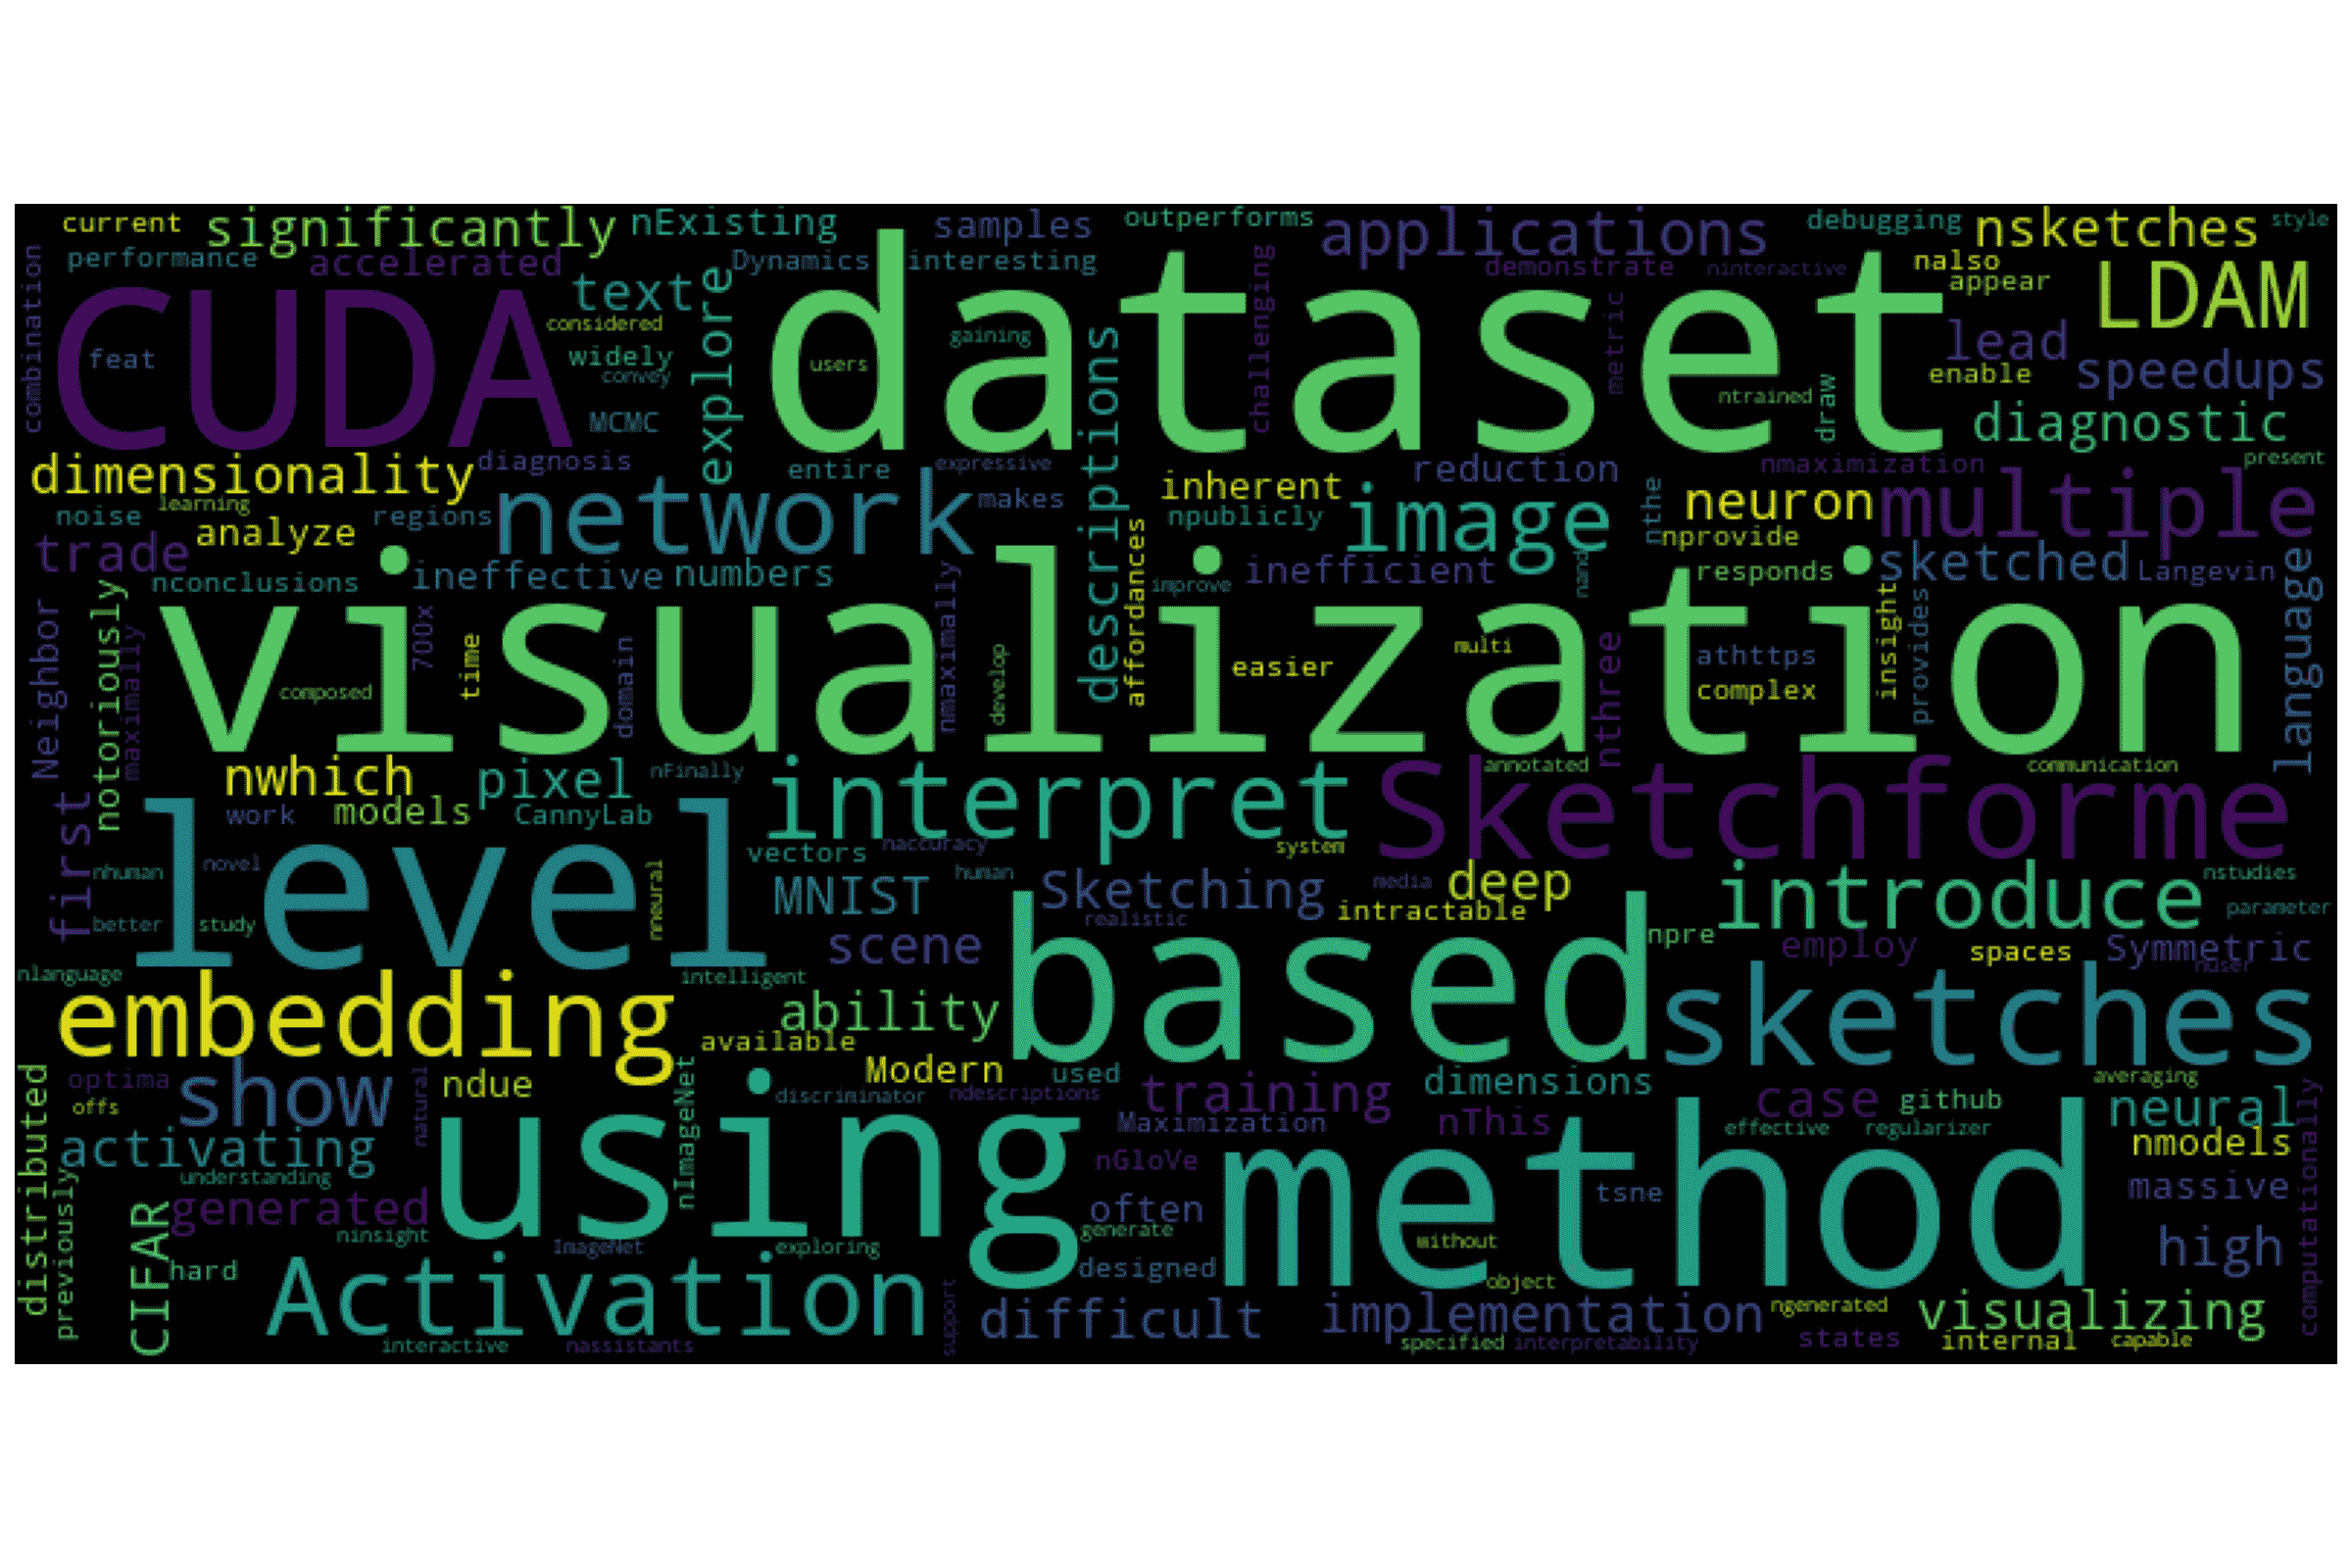 current
significantly
nExisting
samples
outperforms
applications
debugging
nsketches
style
performance
accelerated
text
explore
Dynamics
interesting
demonstrate
ninteractive
nalso
appear
LDAM
combination
CUDA
feat
considered
widely
convey
MCMC
dataset
users
gaining
challenging
metric
ntrained
draw
lead
enable
speedups
diagnostic
dimensionality
diagnosis
learning
noise
analyze
regions
network
entire
expressive
makes
descriptions
inherent
npublicly
reduction
image
nmaximization
nthe
neuron
nprovide
multiple
present
trade
nconclusions
ineffective
numbers
affordances
improve
inefficient
nand
responds
sketched
Langevin
language
notoriously
Neighbor
maximally
visualization
700x
time
composed
domain
nmaximally
develop
easier
multi
nthree
athttps
complex
insight
provides
nwhich
pixel
nFinally
models
work
CannyLab
interpret
annotated
communication
Sketchforme
first
level
nhuman
novel
better
study
nneural
vectors
naccuracy
human
system
MNIST
Sketching
realistic
media
deep
intractable
introduce
nstudies
parameter
scene
npre
employ
spaces
Symmetric
nuser
nlanguage
embedding
intelligent
ability
available
based
sketches
Modern
used
optima
offs
show
natural
ndue
nImageNet
discriminator
ndescriptions
training
dimensions
case
averaging
github
neural
distributed
activating
understanding
using
Maximization
nThis
effective
regularizer
nmodels
previously
CIFAR
generated
ninsight
hard
ImageNet
exploring
nGloVe
often
generate
designed
method
tsne
without
object
massive
high
computationally
Activation
interactive
nassistants
support
difficult
implementation
specified
interpretability
ngenerated
states
visualizing
internal
capable